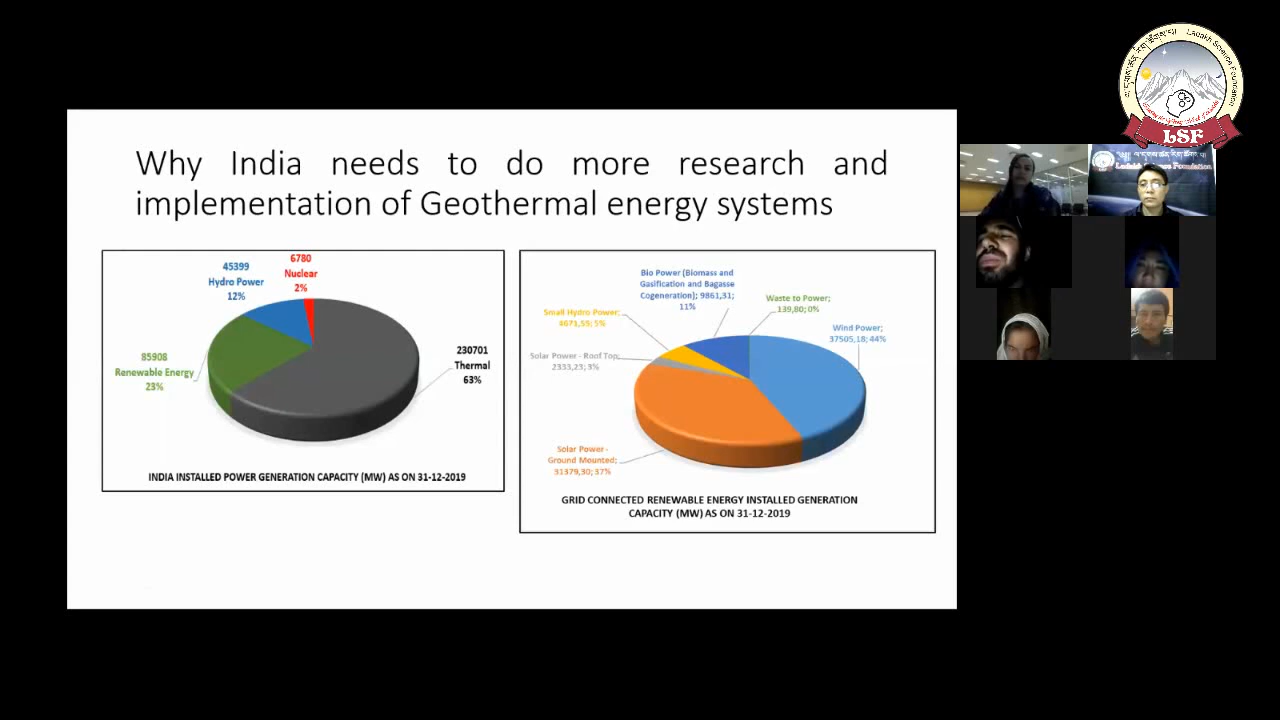 Why India needs to do more research and
implementation of Geothermal energy systems
6780
Nuclear
2%
45399
Hydro Power
12%
85908
Renewable Energy
23%
230701
Thermal
63%
INDIA INSTALLED POWER GENERATION CAPACITY (MW) AS ON 31-12-2019
Bio Power (Biomass and
Gasification and Bagasse
Cogeneration); 9861,31;
11%
Waste to Power;
139,80; 0%
Small Hydro Power;
4671,55; 5%
Wind Power;
37505,18; 44%
Solar Power - Roof Top;
2333,23; 3%
Solar Power -
Ground Mounted;
31379,30; 37%
GRID CONNECTED RENEWABLE ENERGY INSTALLED GENERATION
CAPACITY (MW) AS ON 31-12-2019
Ladakh Science Foundation
LSF